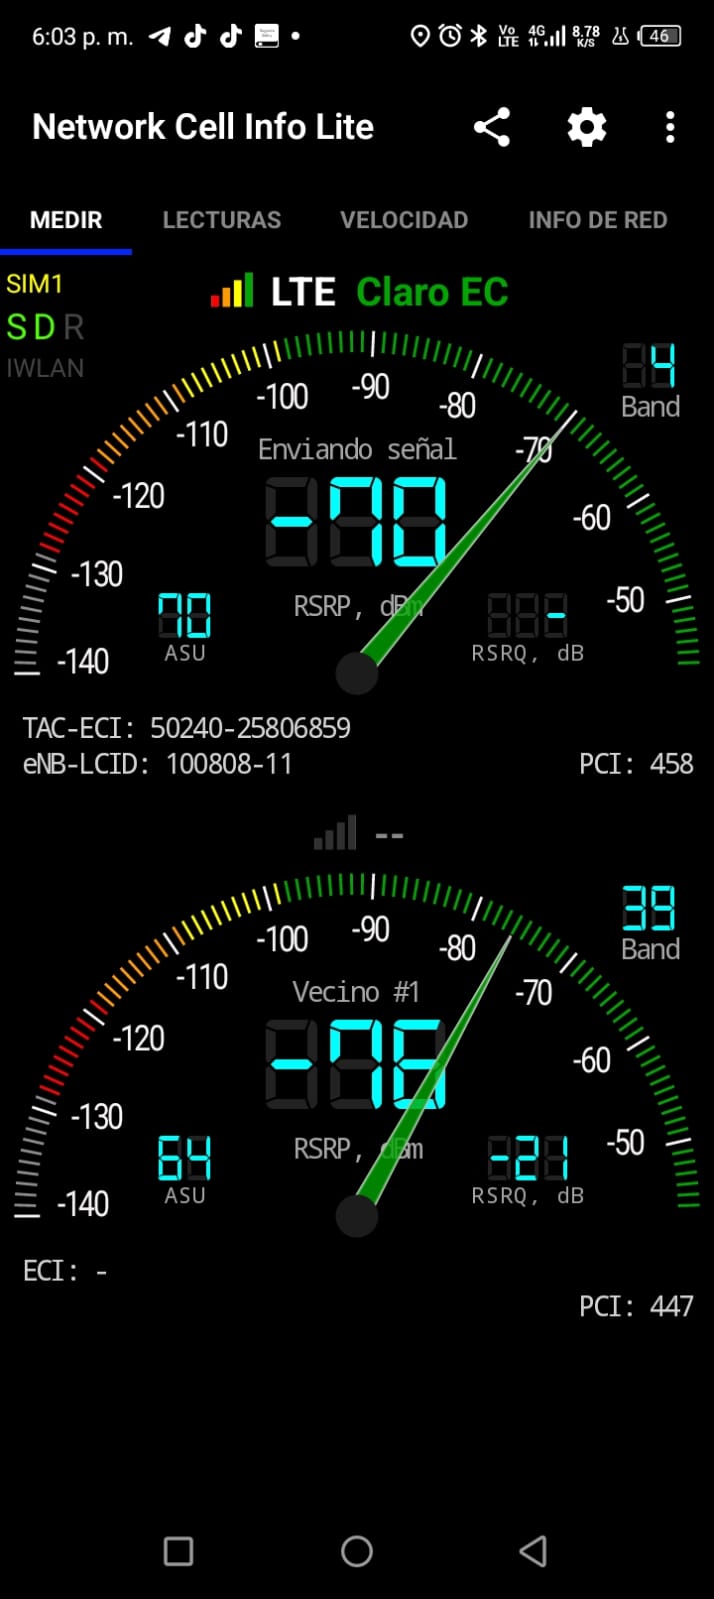 6:03 p. m. Vo LTE 4G 8.78 K/S 46
Network Cell Info Lite
MEDIR LECTURAS VELOCIDAD INFO DE RED
SIM1 LTE Claro EC
S D R
IWLAN
4
Band
-140 -130 -120 -110 -100 -90 -80 -70 -60 -50
Enviando señal
-70
RSRP, dBm
70
ASU
-
RSRQ, dB
TAC-ECI: 50240-25806859
eNB-LCID: 100808-11 PCI: 458
--
39
Band
-140 -130 -120 -110 -100 -90 -80 -70 -60 -50
Vecino #1
-76
RSRP, dBm
64
ASU
-21
RSRQ, dB
ECI: -
PCI: 447